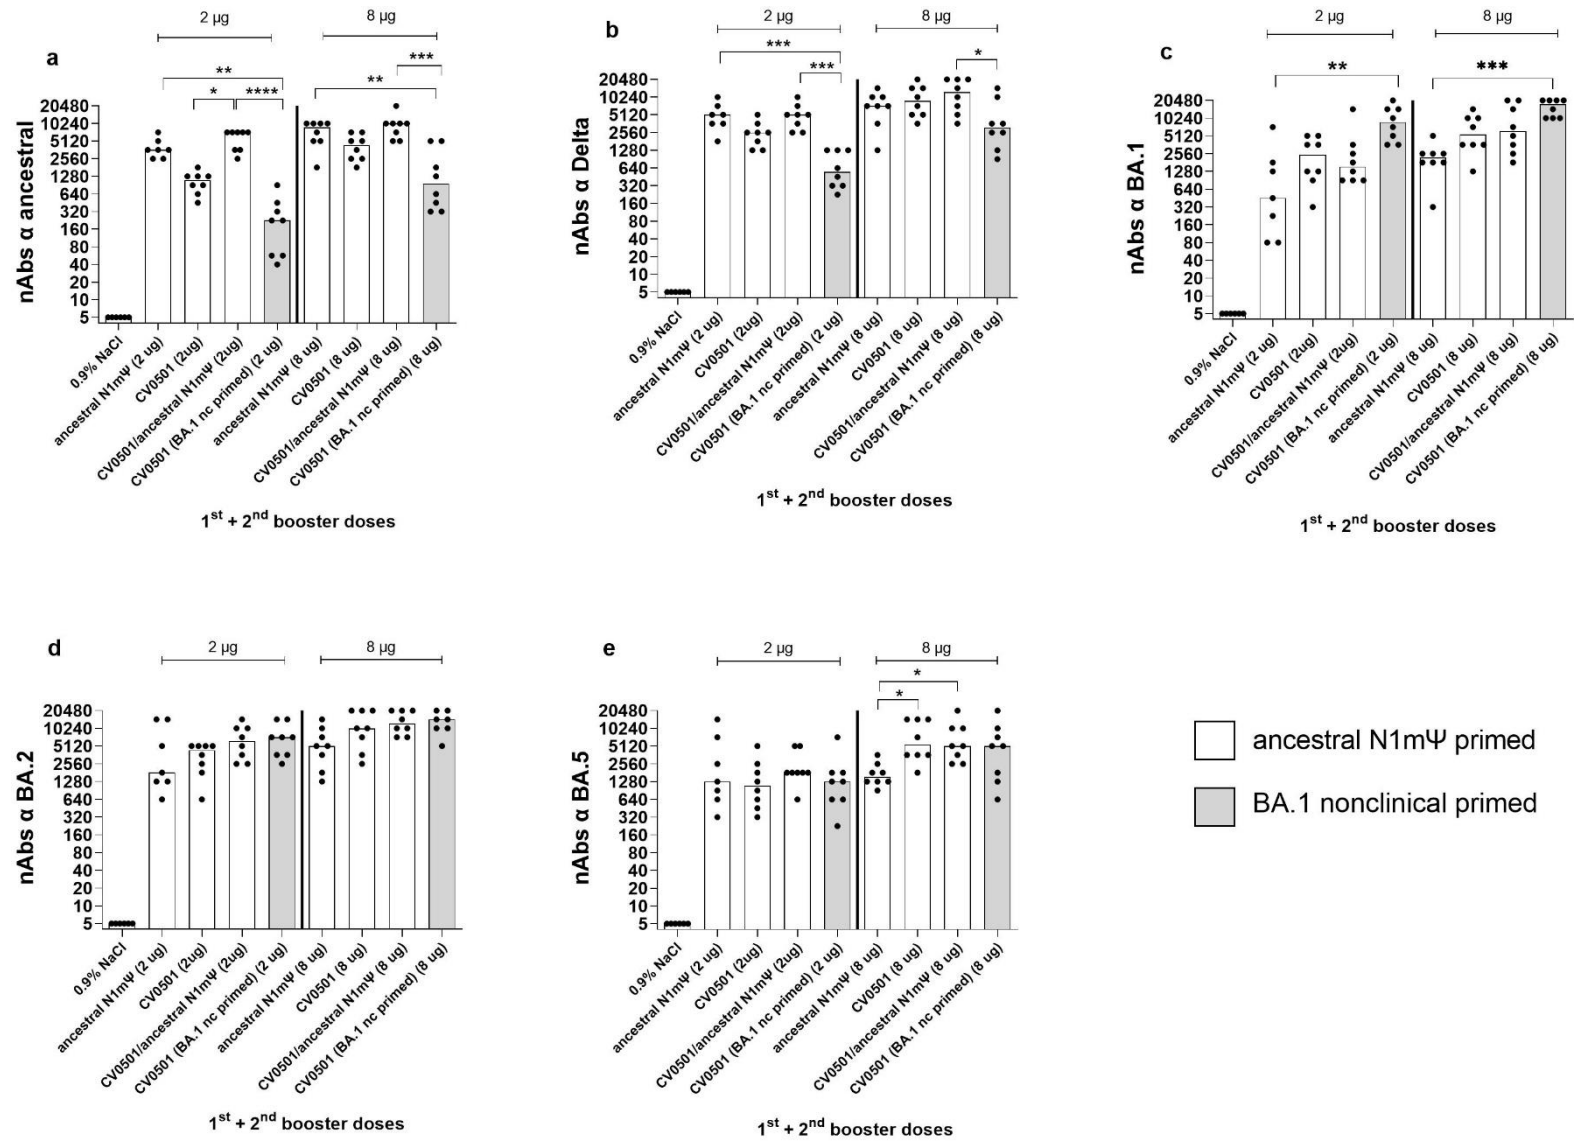 a
2 µg
8 µg
**
*
****
**
***
nAbs α ancestral
20480
10240
5120
2560
1280
640
320
160
80
40
20
10
5
0.9% NaCl
ancestral N1mΨ (2 ug)
CV0501 (2ug)
CV0501/ancestral N1mΨ (2ug)
CV0501 (BA.1 nc primed) (2 ug)
ancestral N1mΨ (8 ug)
CV0501 (8 ug)
CV0501/ancestral N1mΨ (8 ug)
CV0501 (BA.1 nc primed) (8 ug)
1st + 2nd booster doses
b
2 µg
8 µg
***
***
*
nAbs α Delta
20480
10240
5120
2560
1280
640
320
160
80
40
20
10
5
0.9% NaCl
ancestral N1mΨ (2 ug)
CV0501 (2ug)
CV0501/ancestral N1mΨ (2ug)
CV0501 (BA.1 nc primed) (2 ug)
ancestral N1mΨ (8 ug)
CV0501 (8 ug)
CV0501/ancestral N1mΨ (8 ug)
CV0501 (BA.1 nc primed) (8 ug)
1st + 2nd booster doses
c
2 µg
8 µg
**
***
nAbs α BA.1
20480
10240
5120
2560
1280
640
320
160
80
40
20
10
5
0.9% NaCl
ancestral N1mΨ (2 ug)
CV0501 (2ug)
CV0501/ancestral N1mΨ (2ug)
CV0501 (BA.1 nc primed) (2 ug)
ancestral N1mΨ (8 ug)
CV0501 (8 ug)
CV0501/ancestral N1mΨ (8 ug)
CV0501 (BA.1 nc primed) (8 ug)
1st + 2nd booster doses
d
2 µg
8 µg
nAbs α BA.2
20480
10240
5120
2560
1280
640
320
160
80
40
20
10
5
0.9% NaCl
ancestral N1mΨ (2 ug)
CV0501 (2ug)
CV0501/ancestral N1mΨ (2ug)
CV0501 (BA.1 nc primed) (2 ug)
ancestral N1mΨ (8 ug)
CV0501 (8 ug)
CV0501/ancestral N1mΨ (8 ug)
CV0501 (BA.1 nc primed) (8 ug)
1st + 2nd booster doses
e
2 µg
8 µg
*
*
nAbs α BA.5
20480
10240
5120
2560
1280
640
320
160
80
40
20
10
5
0.9% NaCl
ancestral N1mΨ (2 ug)
CV0501 (2ug)
CV0501/ancestral N1mΨ (2ug)
CV0501 (BA.1 nc primed) (2 ug)
ancestral N1mΨ (8 ug)
CV0501 (8 ug)
CV0501/ancestral N1mΨ (8 ug)
CV0501 (BA.1 nc primed) (8 ug)
1st + 2nd booster doses
ancestral N1mΨ primed
BA.1 nonclinical primed